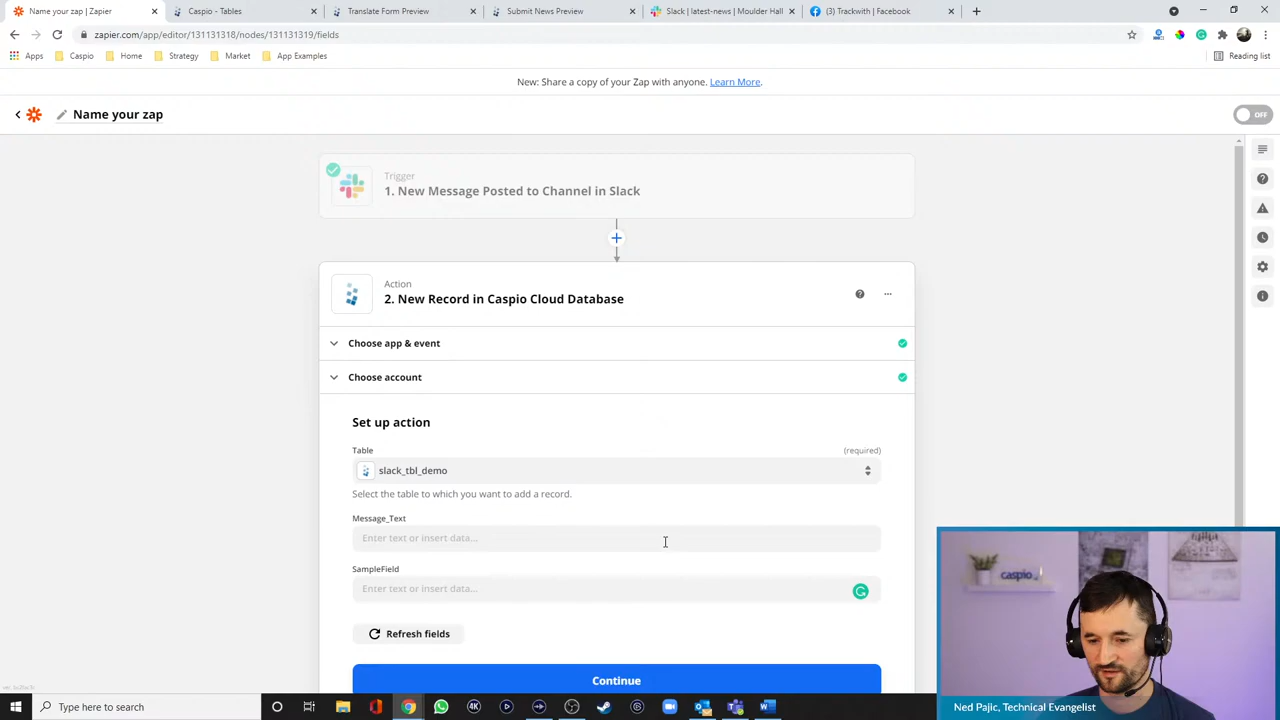 Name your zap | Zapier
Caspio - Tables
Translate Form Preview
Submit News Preview
Slack | latest-news | Moulder Hall
(3) Trackwith | Facebook
zapier.com/app/editor/131131318/nodes/131131319/fields
Apps
Caspio
Home
Strategy
Market
App Examples
Reading list
New: Share a copy of your Zap with anyone. Learn More.
Name your zap
OFF
Trigger
1. New Message Posted to Channel in Slack
Action
2. New Record in Caspio Cloud Database
Choose app & event
Choose account
Set up action
Table
(required)
slack_tbl_demo
Select the table to which you want to add a record.
Message_Text
Enter text or insert data...
SampleField
Enter text or insert data...
Refresh fields
Continue
caspio
Ned Pajic, Technical Evangelist
Type here to search